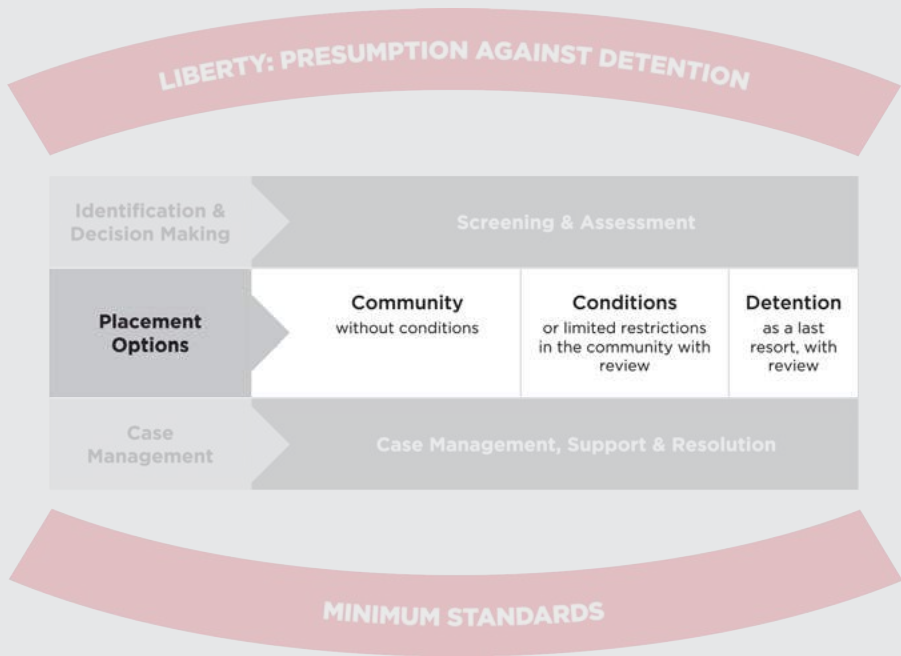 LIBERTY: PRESUMPTION AGAINST DETENTION
Identification &
Decision Making
Screening & Assessment
Placement
Options
Community
without conditions
Conditions
or limited restrictions
in the community with
review
Detention
as a last
resort, with
review
Case
Management
Case Management, Support & Resolution
MINIMUM STANDARDS